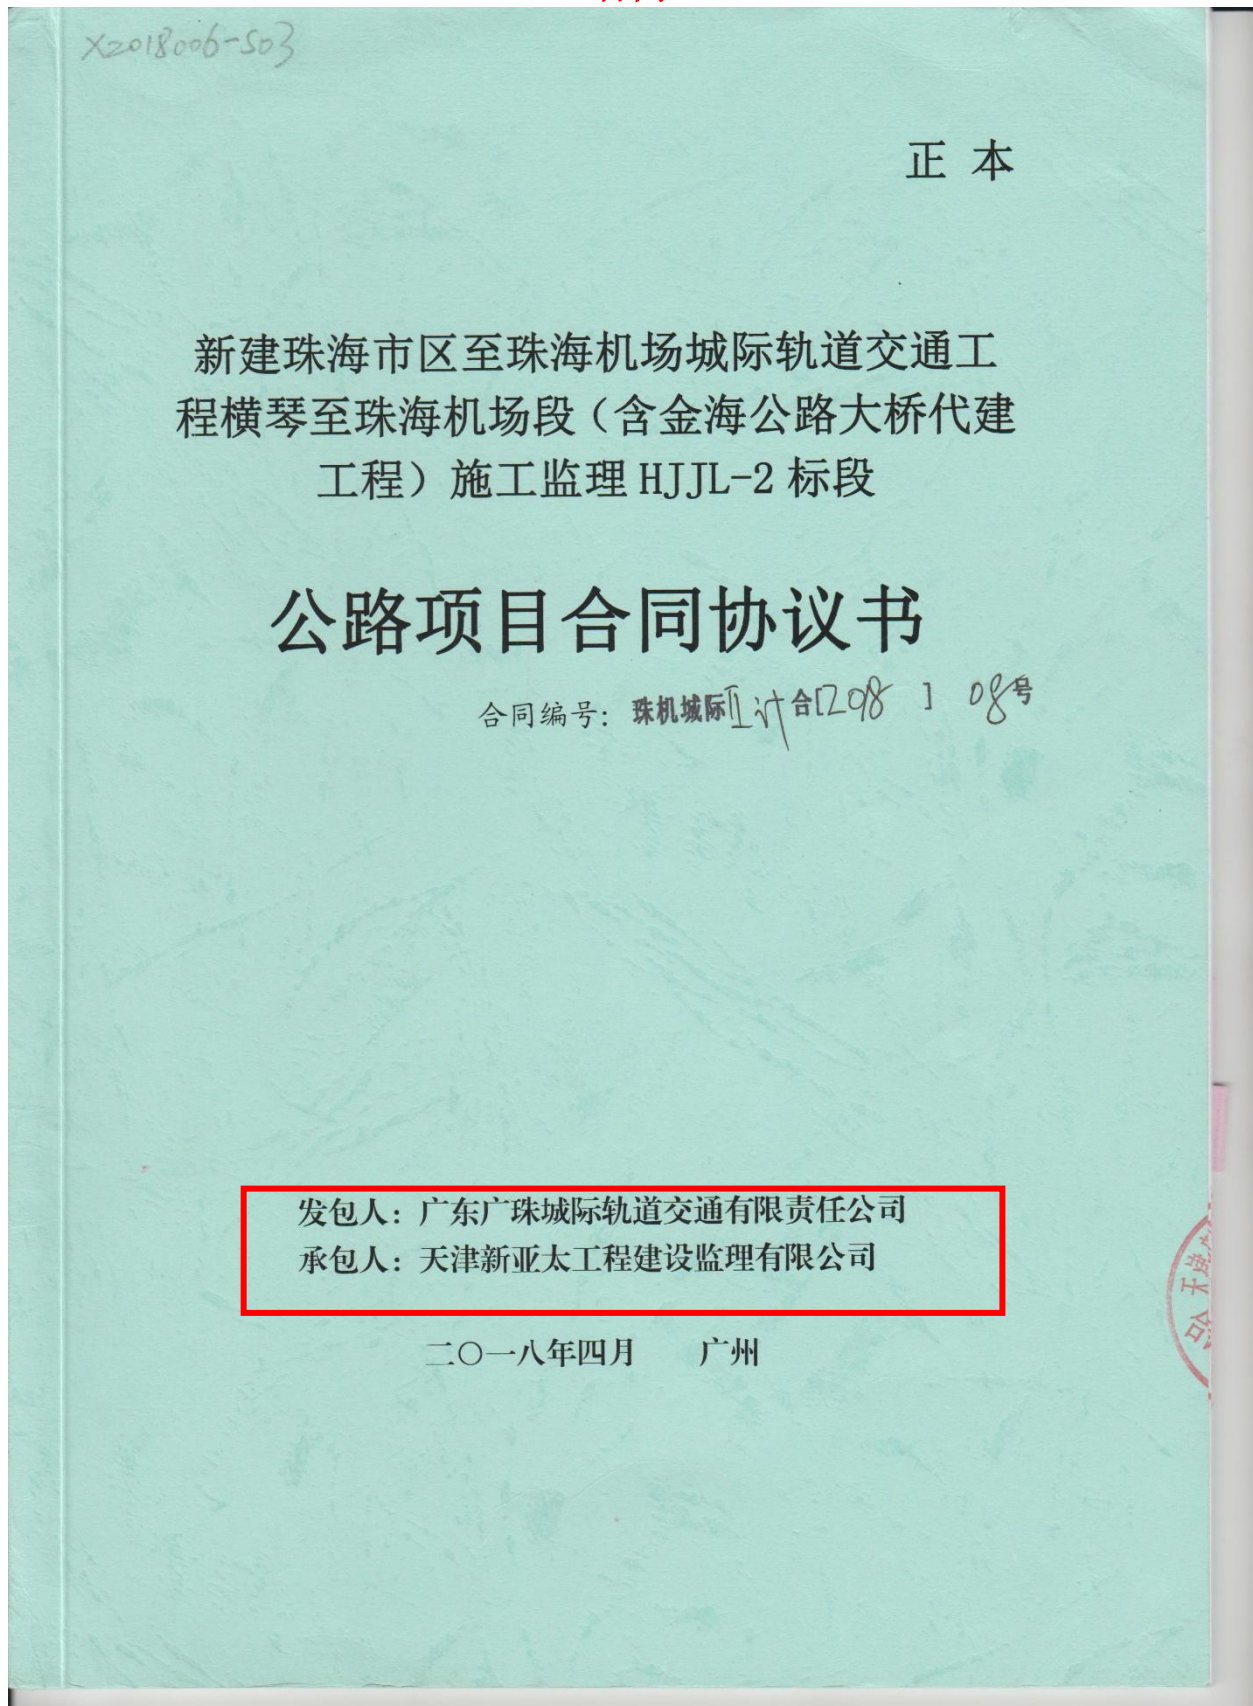 X2018006-S03
正 本
新建珠海市区至珠海机场城际轨道交通工
程横琴至珠海机场段（含金海公路大桥代建
工程）施工监理 HJJL-2 标段
公路项目合同协议书
合同编号：珠机城际Ⅱ计合[208] 08号
发包人：广东广珠城际轨道交通有限责任公司
承包人：天津新亚太工程建设监理有限公司
二〇一八年四月 广州